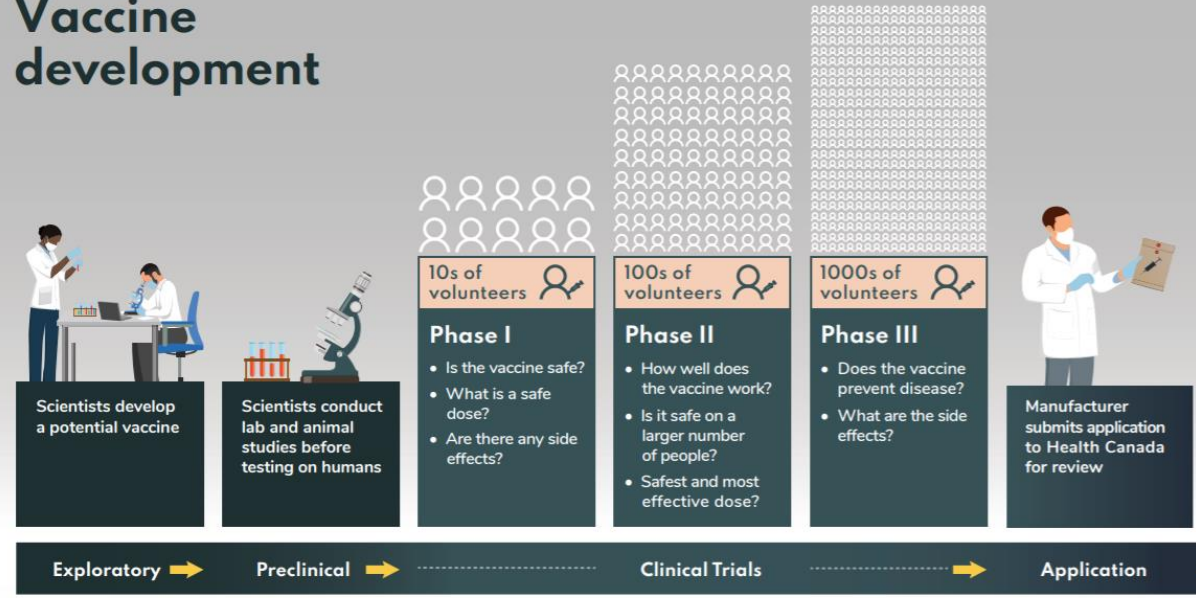 Vaccine
development
Scientists develop
a potential vaccine
Scientists conduct
lab and animal
studies before
testing on humans
10s of
volunteers
Phase I
• Is the vaccine safe?
• What is a safe
dose?
• Are there any side
effects?
100s of
volunteers
Phase II
• How well does
the vaccine work?
• Is it safe on a
larger number
of people?
• Safest and most
effective dose?
1000s of
volunteers
Phase III
• Does the vaccine
prevent disease?
• What are the side
effects?
Manufacturer
submits application
to Health Canada
for review
Exploratory
Preclinical
Clinical Trials
Application